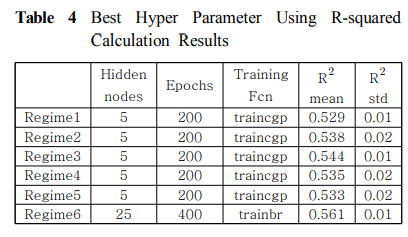 Table 4 Best Hyper Parameter Using R-squared
Calculation Results
Hidden nodes Epochs Training Fcn R² mean R² std
Regime1 5 200 traincgp 0.529 0.01
Regime2 5 200 traincgp 0.538 0.02
Regime3 5 200 traincgp 0.544 0.01
Regime4 5 200 traincgp 0.535 0.02
Regime5 5 200 traincgp 0.533 0.02
Regime6 25 400 trainbr 0.561 0.01